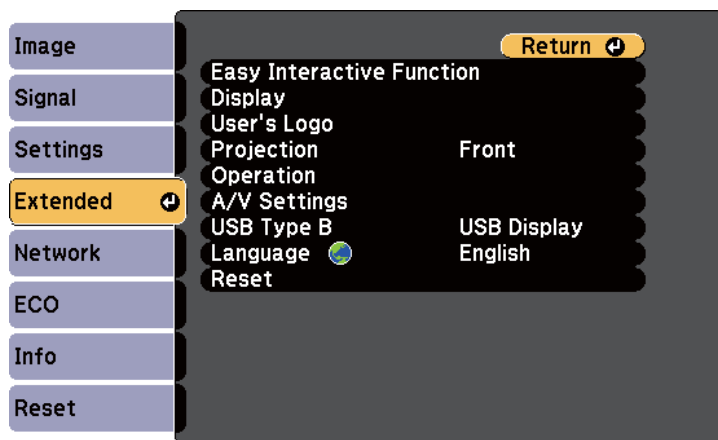 Image
Signal
Settings
Extended
Network
ECO
Info
Reset
Return
Easy Interactive Function
Display
User's Logo
Projection Front
Operation
A/V Settings
USB Type B USB Display
Language English
Reset